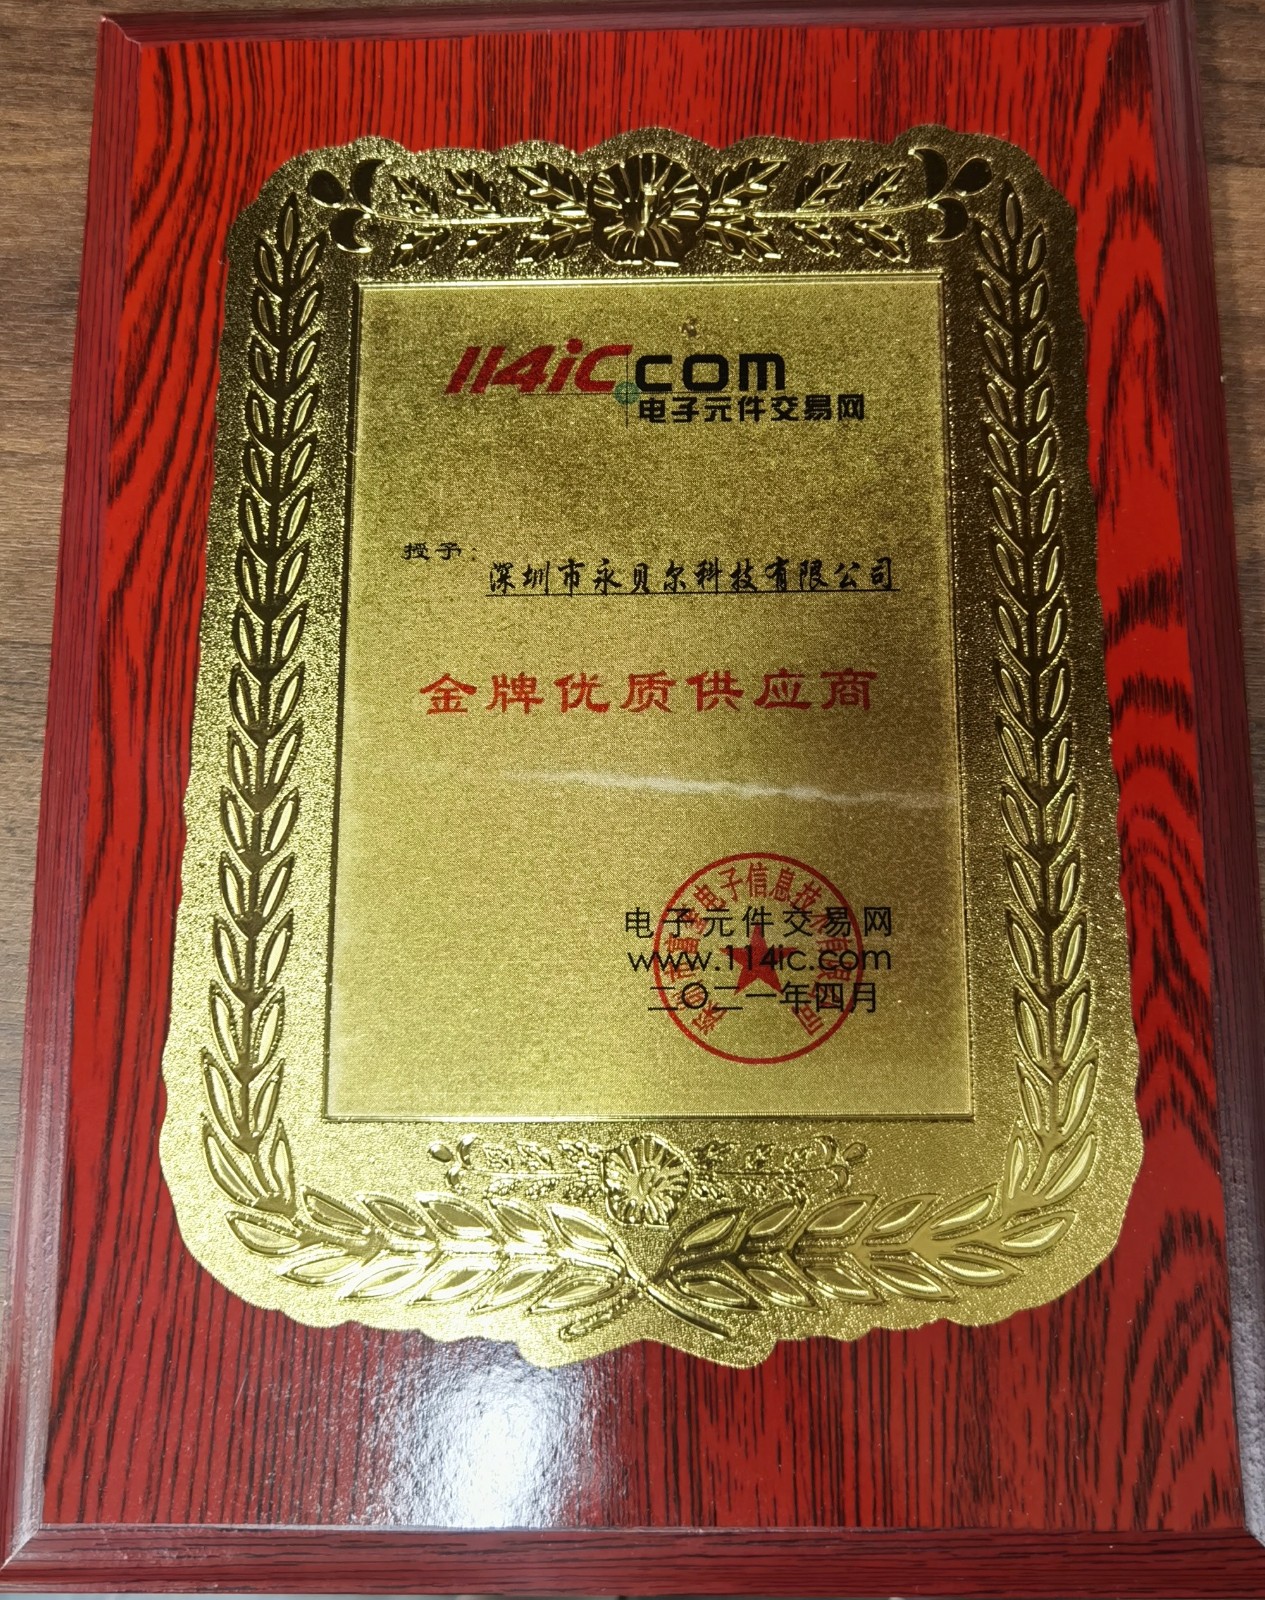 114ic.com
电子元件交易网
授予:
深圳市永贝尔科技有限公司
金牌优质供应商
电子元件交易网
www.114ic.com
二〇二一年四月